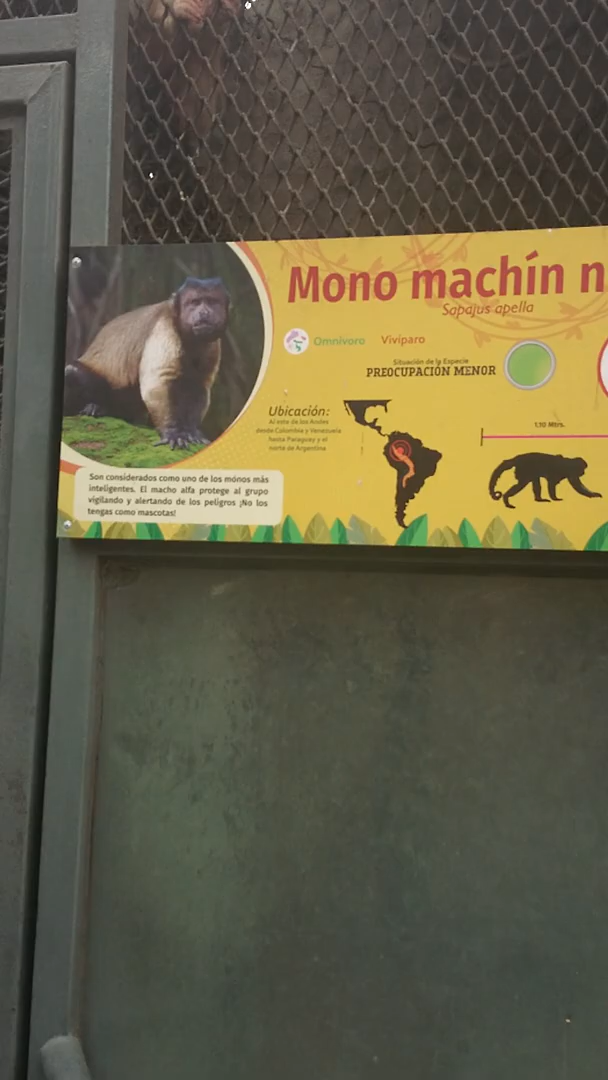 Mono machín n
Sapajus apella
Omnívoro Vivíparo
Situación de la Especie
PREOCUPACIÓN MENOR
Ubicación:
Al este de los Andes
desde Colombia y Venezuela
hasta Paraguay y el
norte de Argentina
1.10 Mtrs.
Son considerados como uno de los monos más
inteligentes. El macho alfa protege al grupo
vigilando y alertando de los peligros ¡No los
tengas como mascotas!